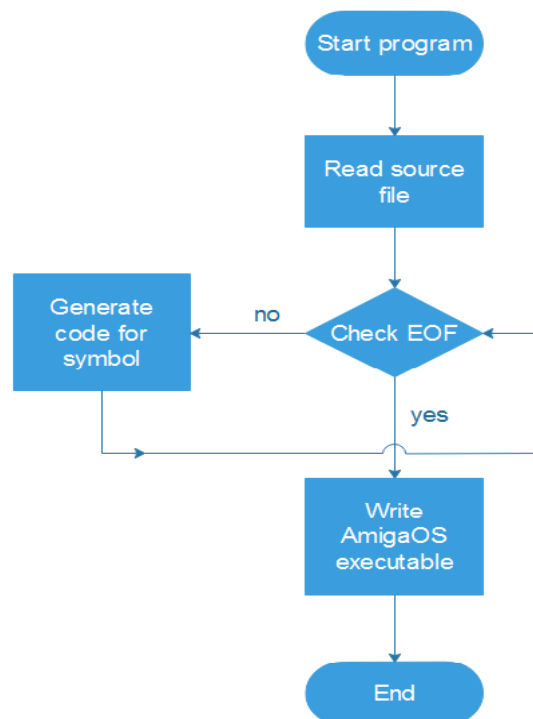 Start program
Read source
file
Generate
code for
symbol
no
Check EOF
yes
Write
AmigaOS
executable
End